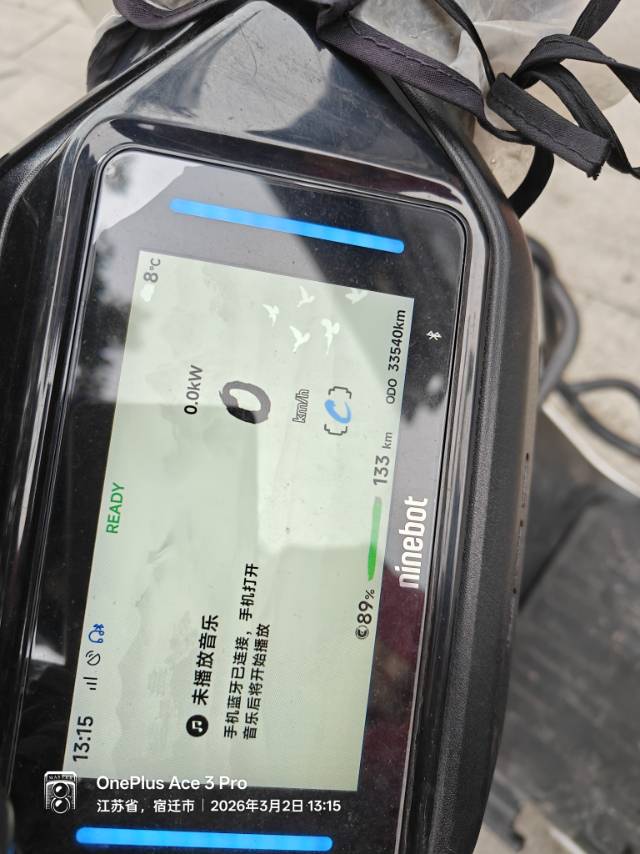 13:15
READY
8°C
未播放音乐
手机蓝牙已连接，手机打开
音乐后将开始播放
0.0kW
0
km/h
C
89%
133 km
ODO 33540km
ninebot
OnePlus Ace 3 Pro
江苏省，宿迁市｜2026年3月2日 13:15